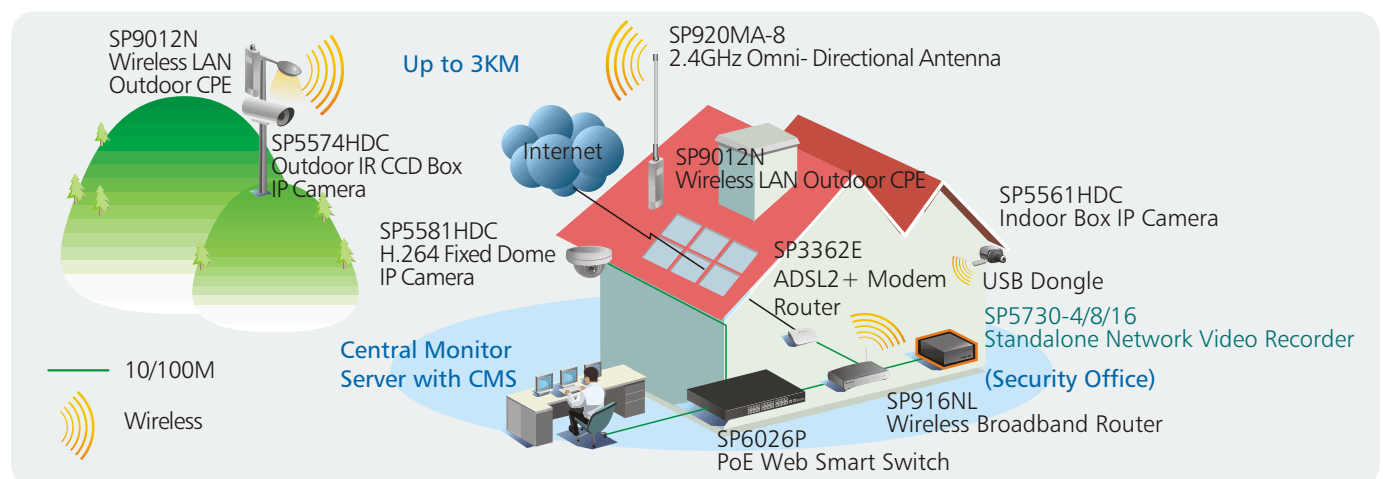 SP9012N
Wireless LAN
Outdoor CPE
Up to 3KM
SP920MA-8
2.4GHz Omni- Directional Antenna
SP5574HDC
Outdoor IR CCD Box
IP Camera
Internet
SP9012N
Wireless LAN Outdoor CPE
SP5561HDC
Indoor Box IP Camera
SP5581HDC
H.264 Fixed Dome
IP Camera
SP3362E
ADSL2+ Modem
Router
USB Dongle
SP5730-4/8/16
Standalone Network Video Recorder
(Security Office)
Central Monitor
Server with CMS
10/100M
Wireless
SP916NL
Wireless Broadband Router
SP6026P
PoE Web Smart Switch